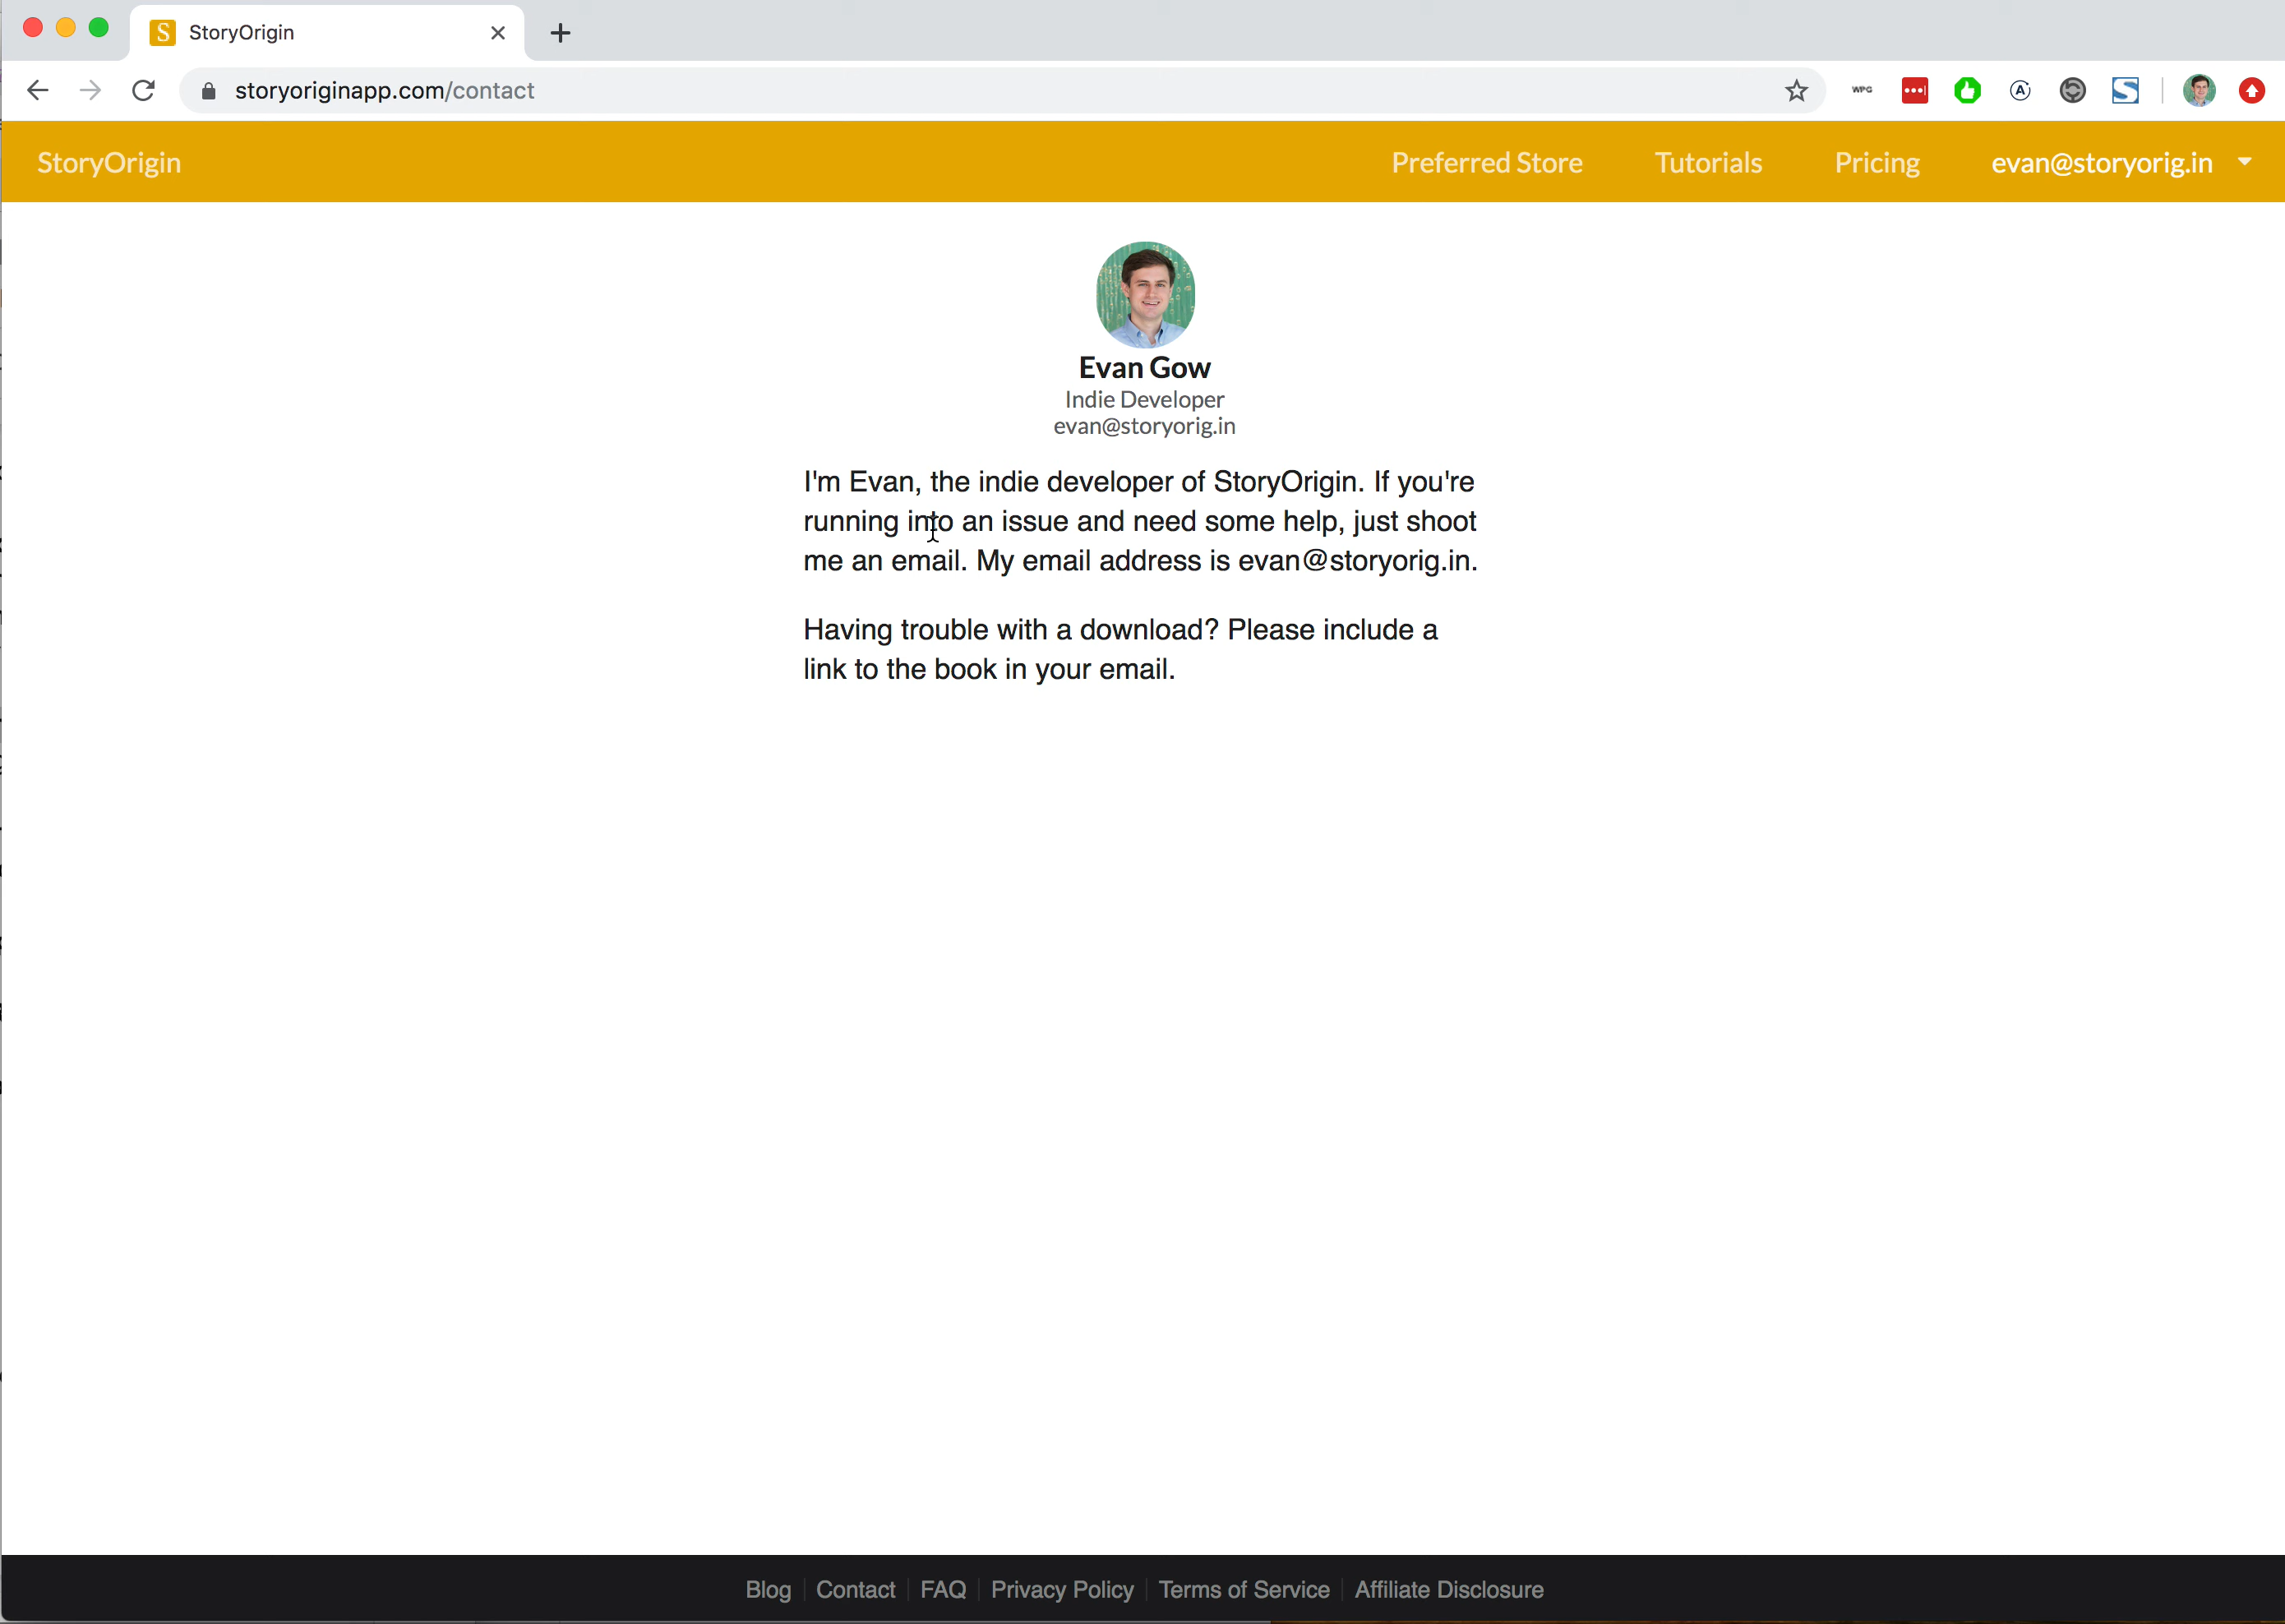 StoryOrigin
storyoriginapp.com/contact
WPG
StoryOrigin
Preferred Store
Tutorials
Pricing
evan@storyorig.in
Evan Gow
Indie Developer
evan@storyorig.in
I'm Evan, the indie developer of StoryOrigin. If you're
running into an issue and need some help, just shoot
me an email. My email address is evan@storyorig.in.
Having trouble with a download? Please include a
link to the book in your email.
Blog
Contact
FAQ
Privacy Policy
Terms of Service
Affiliate Disclosure